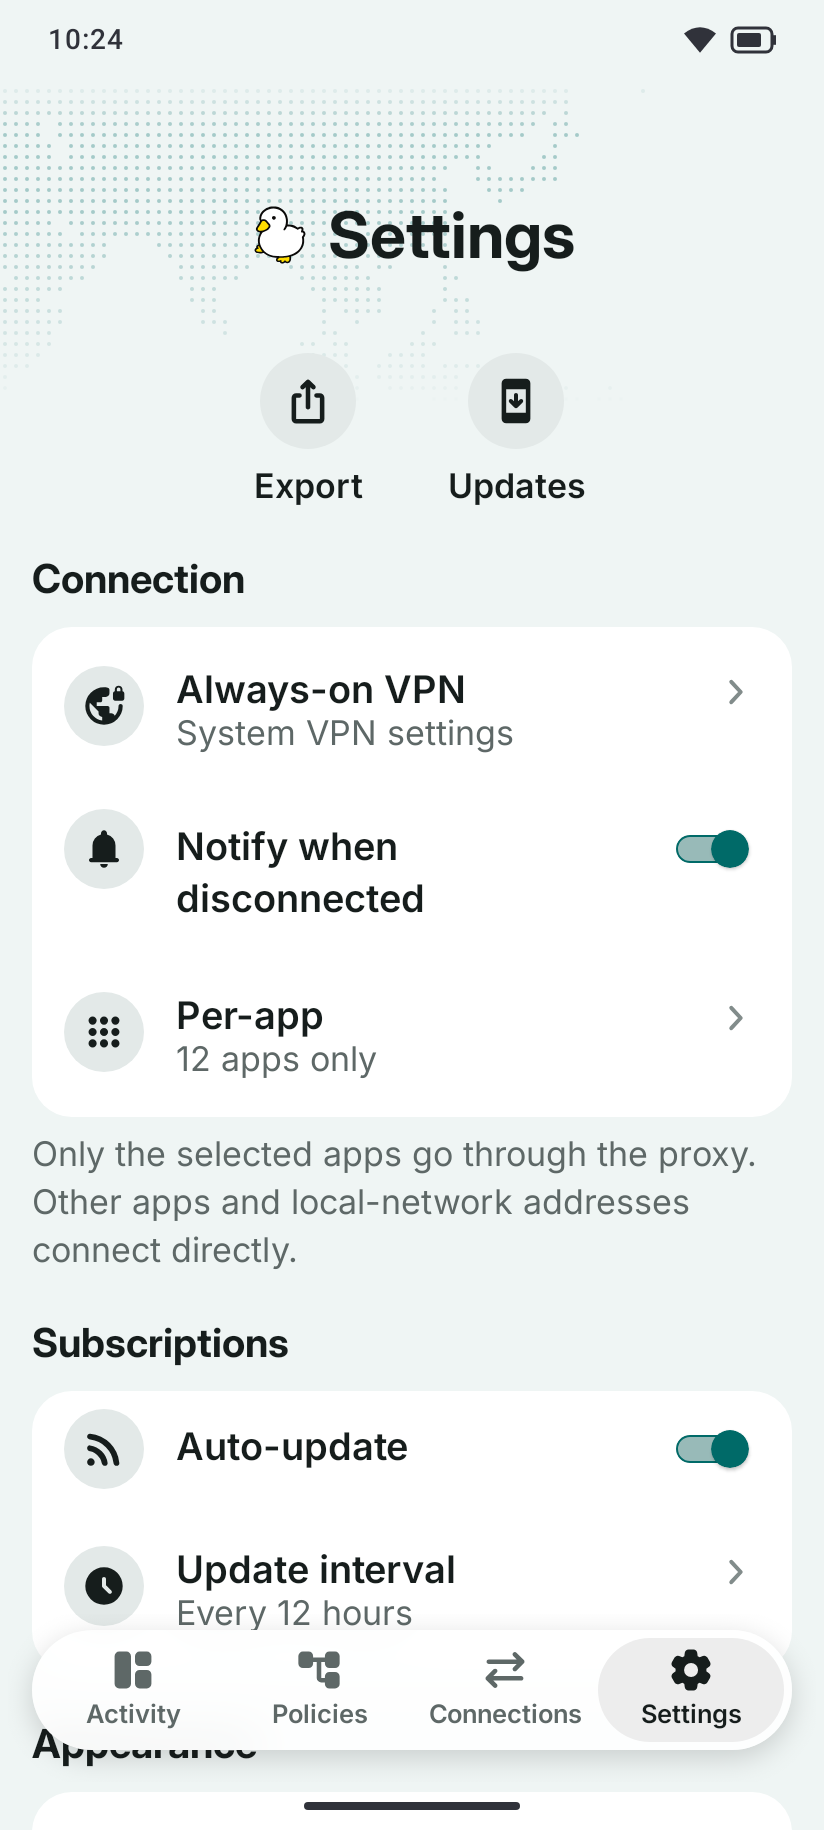 10:24
Settings
Export
Updates
Connection
Always-on VPN
System VPN settings
Notify when
disconnected
Per-app
12 apps only
Only the selected apps go through the proxy.
Other apps and local-network addresses
connect directly.
Subscriptions
Auto-update
Update interval
Every 12 hours
Activity
Policies
Connections
Settings
Appearance